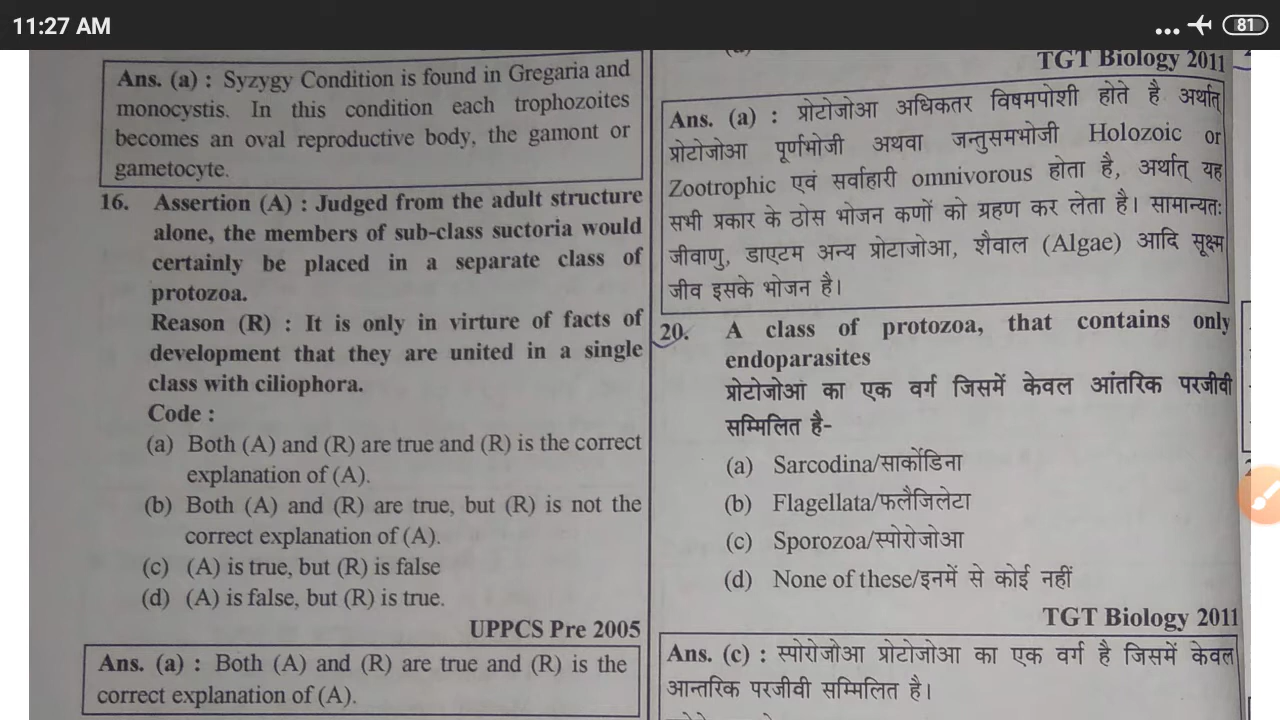 11:27 AM
81
Ans. (a) : Syzygy Condition is found in Gregaria and
monocystis. In this condition each trophozoites
becomes an oval reproductive body, the gamont or
gametocyte.
16. Assertion (A) : Judged from the adult structure
alone, the members of sub-class suctoria would
certainly be placed in a separate class of
protozoa.
Reason (R) : It is only in virture of facts of
development that they are united in a single
class with ciliophora.
Code :
(a) Both (A) and (R) are true and (R) is the correct
explanation of (A).
(b) Both (A) and (R) are true, but (R) is not the
correct explanation of (A).
(c) (A) is true, but (R) is false
(d) (A) is false, but (R) is true.
UPPCS Pre 2005
Ans. (a) : Both (A) and (R) are true and (R) is the
correct explanation of (A).
TGT Biology 2011
Ans. (a) : प्रोटोजोआ अधिकतर विषमपोशी होते है अर्थात्
प्रोटोजोआ पूर्णभोजी अथवा जन्तुसमभोजी Holozoic or
Zootrophic एवं सर्वाहारी omnivorous होता है, अर्थात् यह
सभी प्रकार के ठोस भोजन कणों को ग्रहण कर लेता है। सामान्यतः
जीवाणु, डाएटम अन्य प्रोटाजोआ, शैवाल (Algae) आदि सूक्ष्म
जीव इसके भोजन है।
20. A class of protozoa, that contains only
endoparasites
प्रोटोजोआं का एक वर्ग जिसमें केवल आंतरिक परजीवी
सम्मिलित है-
(a) Sarcodina/सार्कोडिना
(b) Flagellata/फ्लैजिलेटा
(c) Sporozoa/स्पोरोजोआ
(d) None of these/इनमें से कोई नहीं
TGT Biology 2011
Ans. (c) : स्पोरोजोआ प्रोटोजोआ का एक वर्ग है जिसमें केवल
आन्तरिक परजीवी सम्मिलित है।